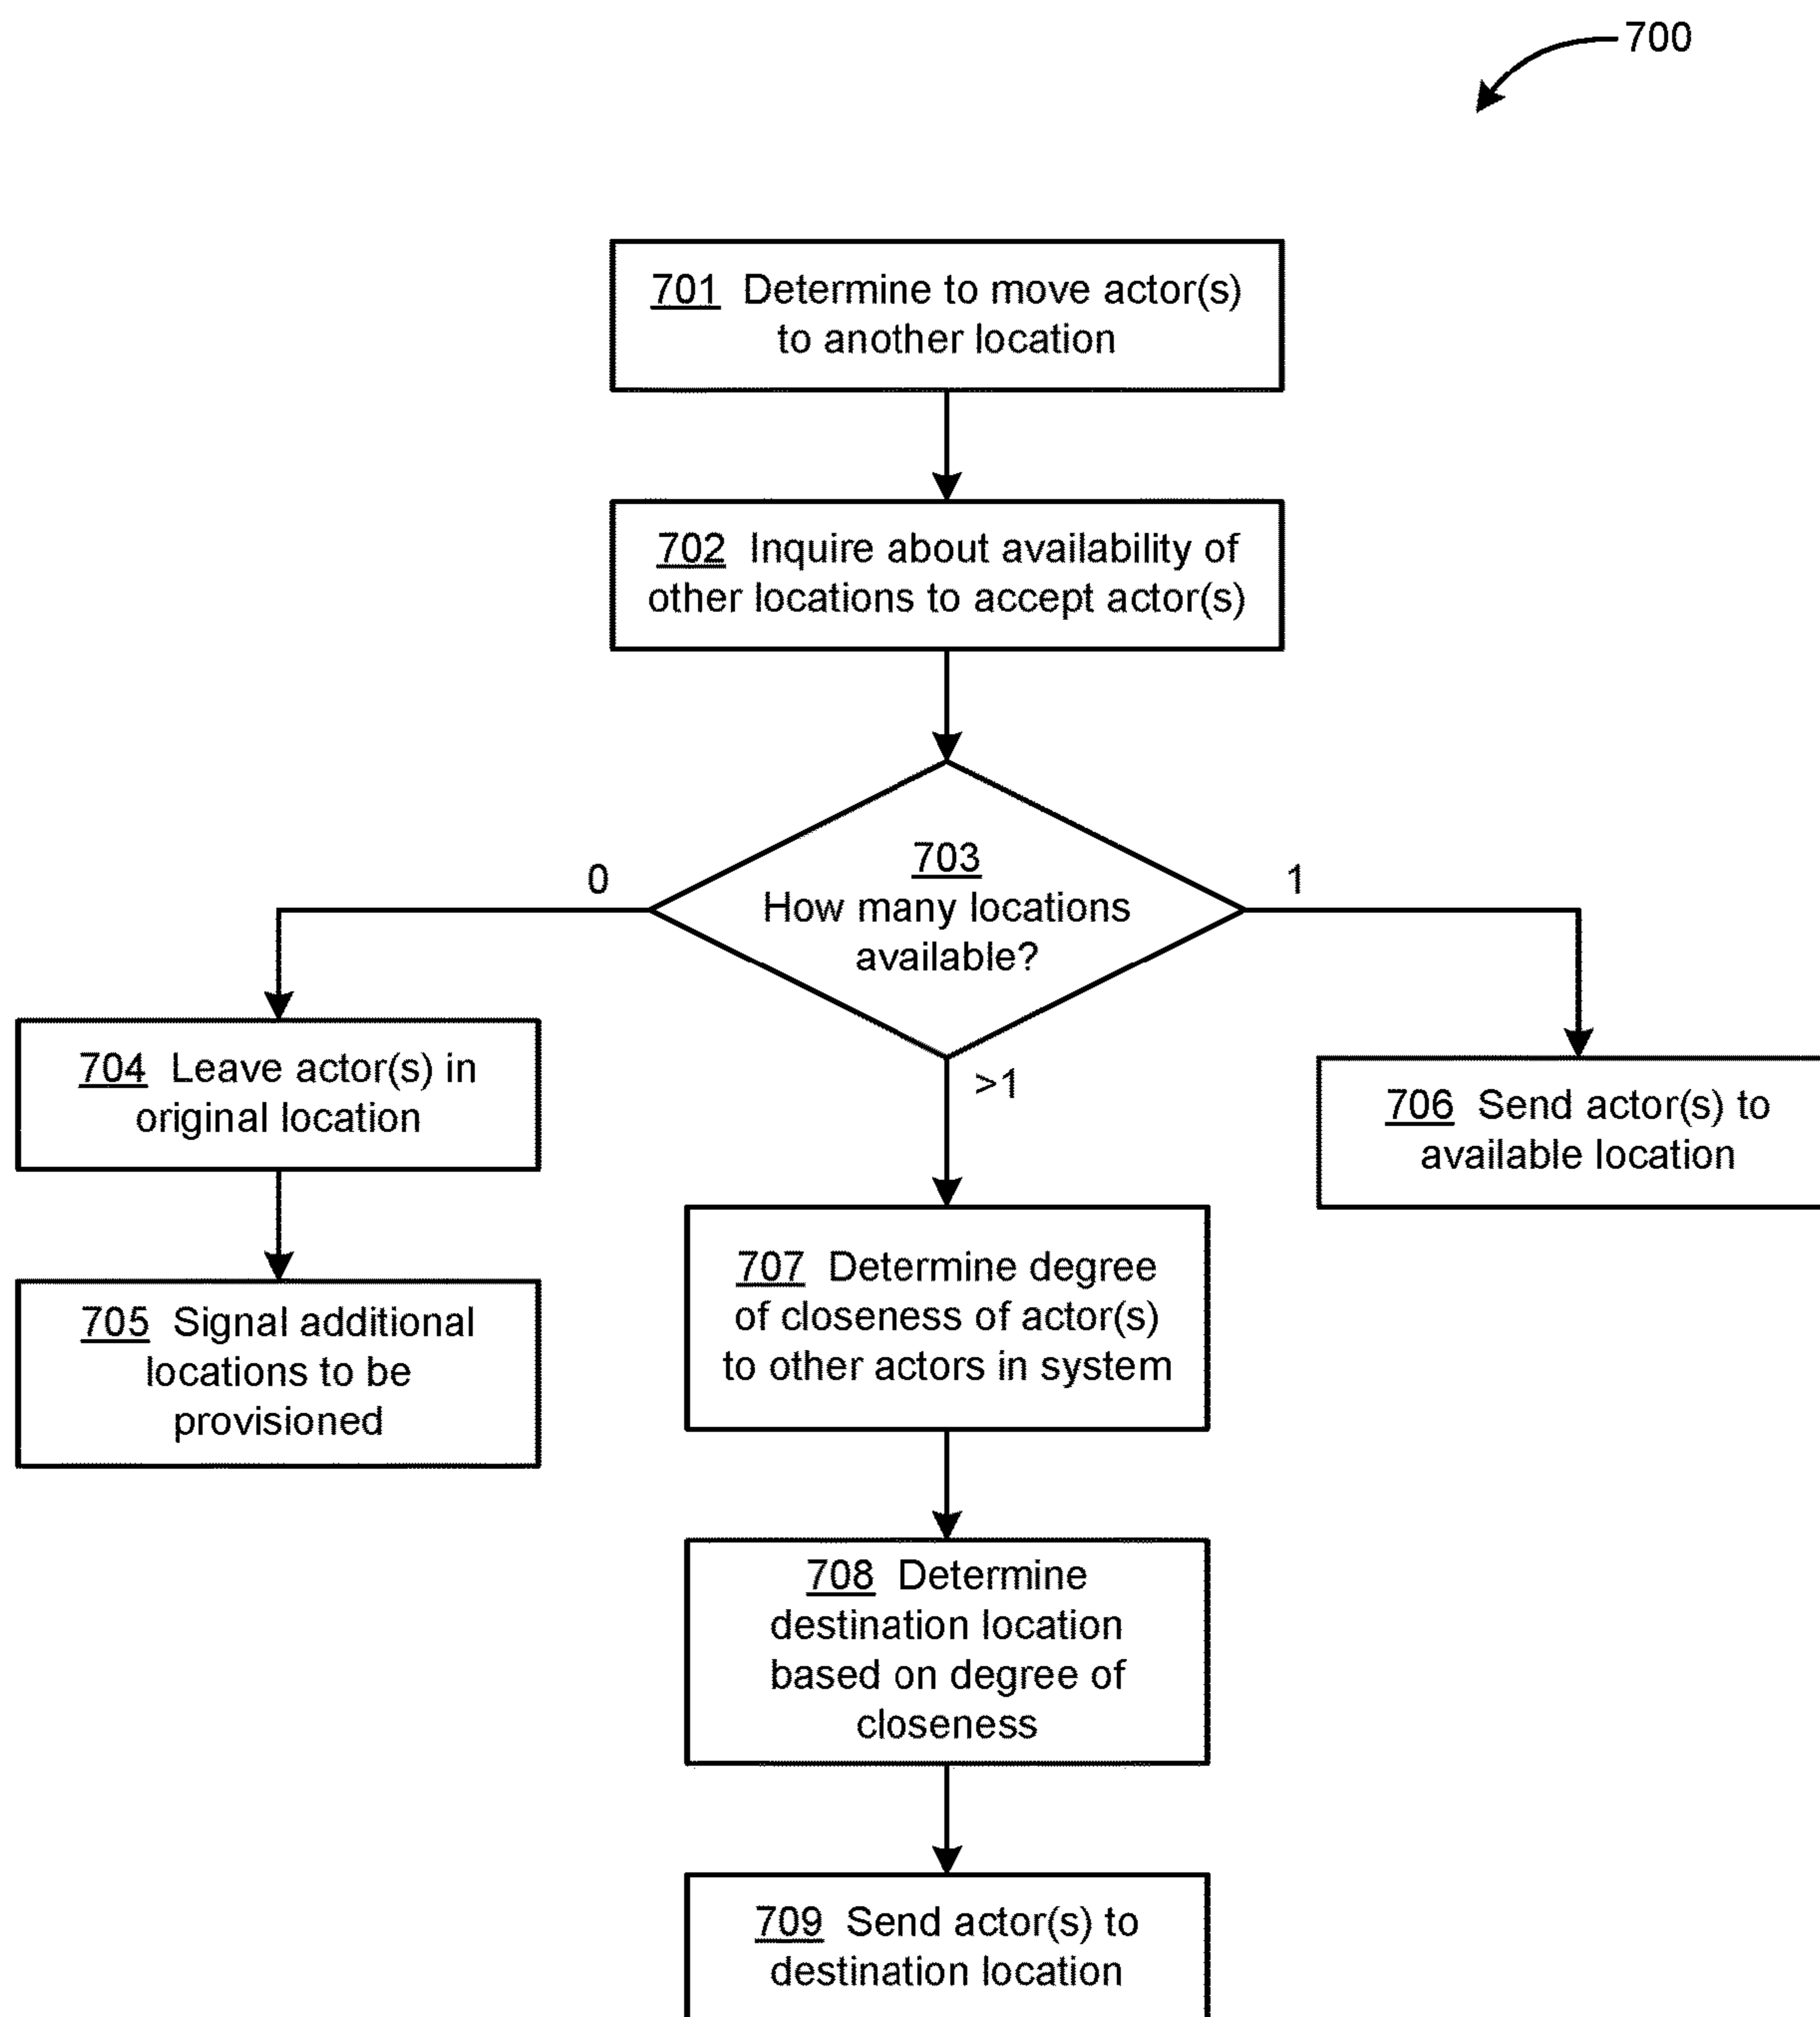 700
701 Determine to move actor(s)
to another location
702 Inquire about availability of
other locations to accept actor(s)
703
How many locations
available?
0
1
>1
704 Leave actor(s) in
original location
705 Signal additional
locations to be
provisioned
706 Send actor(s) to
available location
707 Determine degree
of closeness of actor(s)
to other actors in system
708 Determine
destination location
based on degree of
closeness
709 Send actor(s) to
destination location